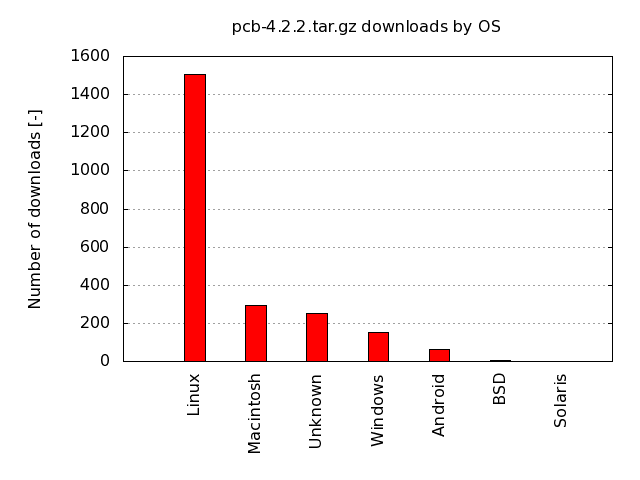 pcb-4.2.2.tar.gz downloads by OS
Number of downloads [-]
1600
1400
1200
1000
800
600
400
200
0
Linux
Macintosh
Unknown
Windows
Android
BSD
Solaris